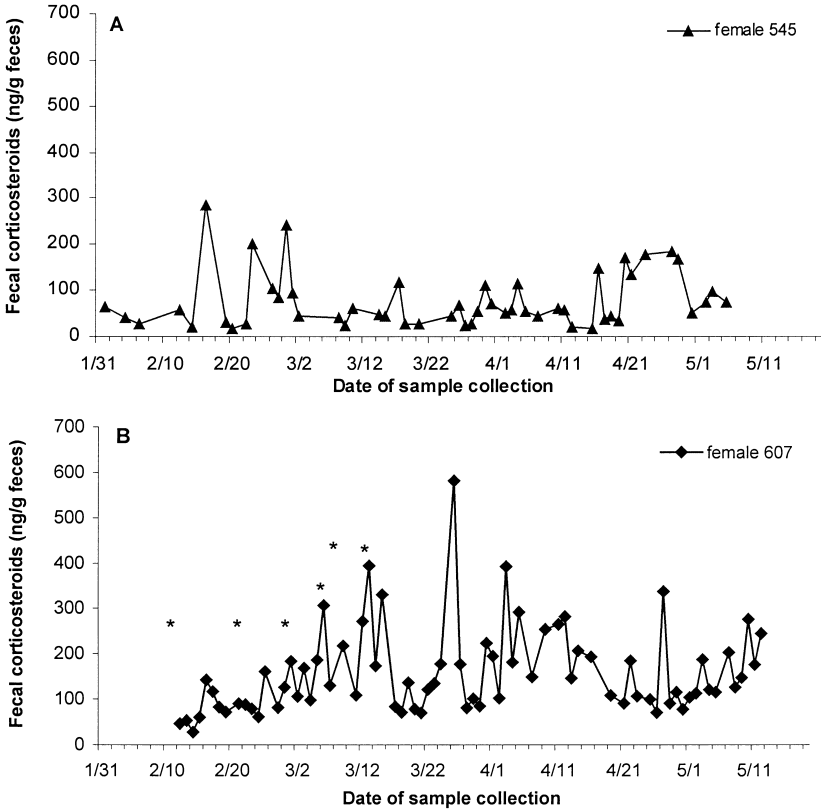 A
female 545
Fecal corticosteroids (ng/g feces)
700
600
500
400
300
200
100
0
1/31 2/10 2/20 3/2 3/12 3/22 4/1 4/11 4/21 5/1 5/11
Date of sample collection
B
female 607
Fecal corticosteroids (ng/g feces)
700
600
500
400
300
200
100
0
* * * * * *
1/31 2/10 2/20 3/2 3/12 3/22 4/1 4/11 4/21 5/1 5/11
Date of sample collection